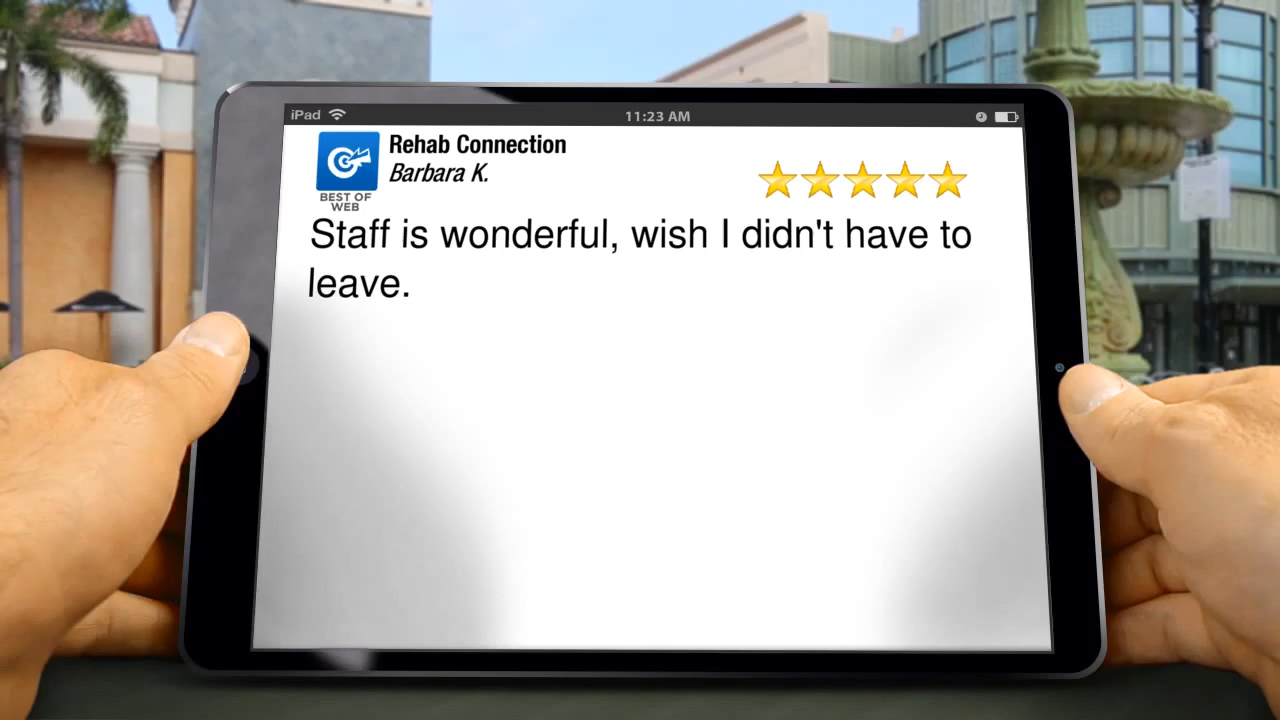 iPad
11:23 AM
Rehab Connection
Barbara K.
BEST OF
WEB
Staff is wonderful, wish I didn't have to
leave.